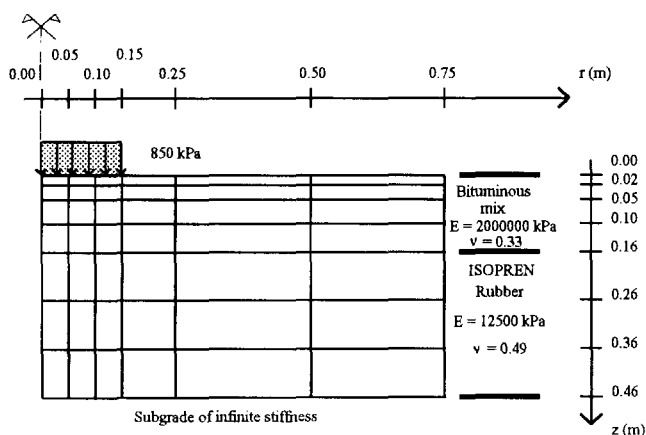 0.05
0.15
0.00
0.10
0.25
0.50
0.75
r (m)
850 kPa
0.00
0.02
0.05
0.10
0.16
0.26
0.36
0.46
z (m)
Bituminous
mix
E = 2000000 kPa
ν = 0.33
ISOPREN
Rubber
E = 12500 kPa
ν = 0.49
Subgrade of infinite stiffness